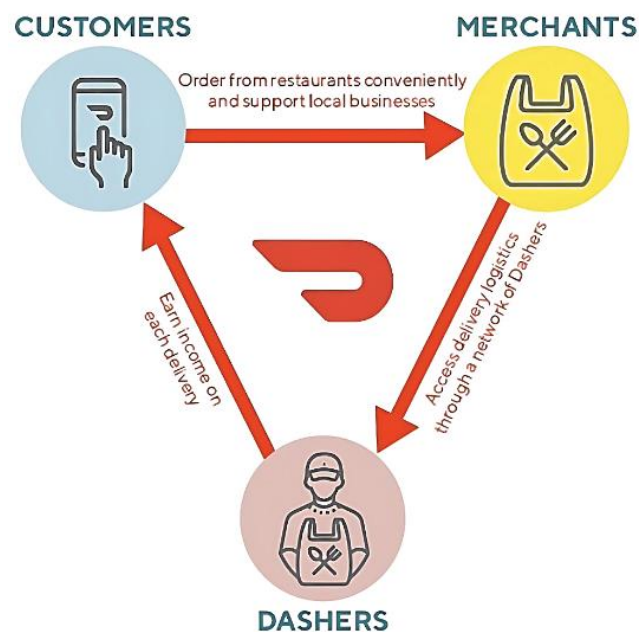 CUSTOMERS
MERCHANTS
Order from restaurants conveniently
and support local businesses
Access delivery logistics
through a network of Dashers
Earn income on
each delivery
DASHERS